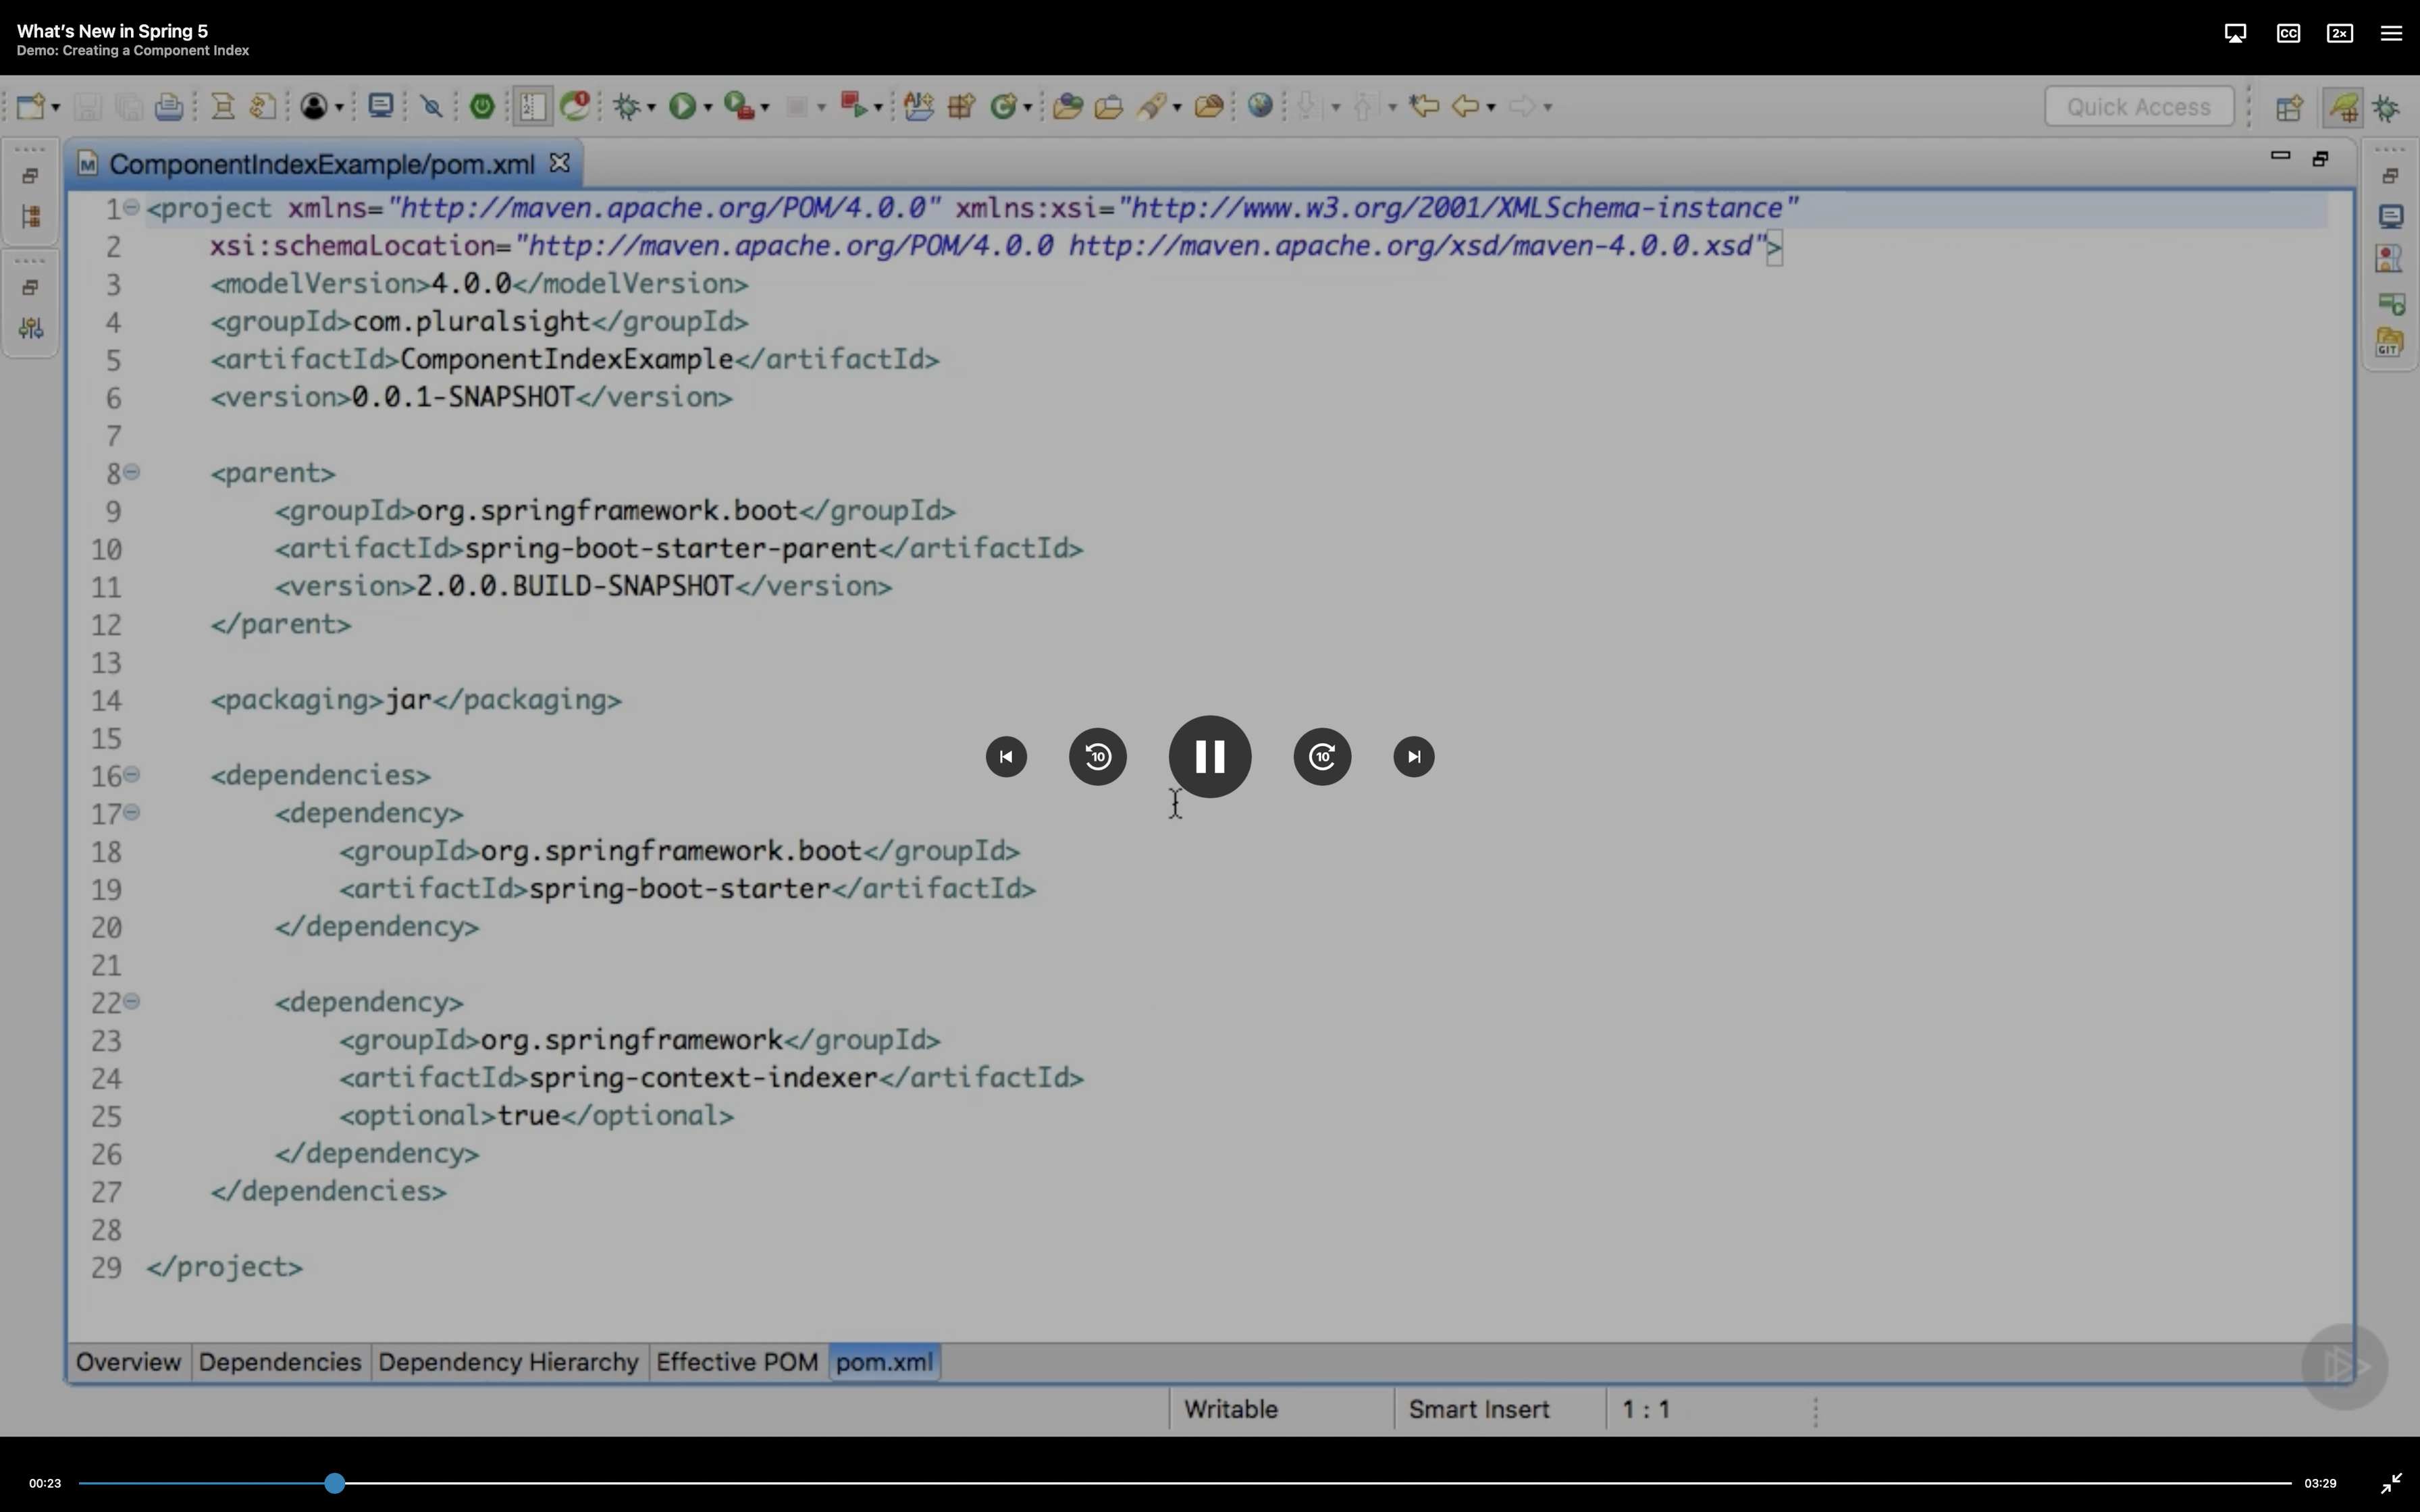 What's New in Spring 5
Demo: Creating a Component Index
CC
2x
Quick Access
ComponentIndexExample/pom.xml
1 <project xmlns="http://maven.apache.org/POM/4.0.0" xmlns:xsi="http://www.w3.org/2001/XMLSchema-instance"
2 xsi:schemaLocation="http://maven.apache.org/POM/4.0.0 http://maven.apache.org/xsd/maven-4.0.0.xsd">
3 <modelVersion>4.0.0</modelVersion>
4 <groupId>com.pluralsight</groupId>
5 <artifactId>ComponentIndexExample</artifactId>
6 <version>0.0.1-SNAPSHOT</version>
7
8 <parent>
9 <groupId>org.springframework.boot</groupId>
10 <artifactId>spring-boot-starter-parent</artifactId>
11 <version>2.0.0.BUILD-SNAPSHOT</version>
12 </parent>
13
14 <packaging>jar</packaging>
15
16 <dependencies>
17 <dependency>
18 <groupId>org.springframework.boot</groupId>
19 <artifactId>spring-boot-starter</artifactId>
20 </dependency>
21
22 <dependency>
23 <groupId>org.springframework</groupId>
24 <artifactId>spring-context-indexer</artifactId>
25 <optional>true</optional>
26 </dependency>
27 </dependencies>
28
29 </project>
10
10
GIT
Overview Dependencies Dependency Hierarchy Effective POM pom.xml
Writable Smart Insert 1 : 1
00:23 03:29